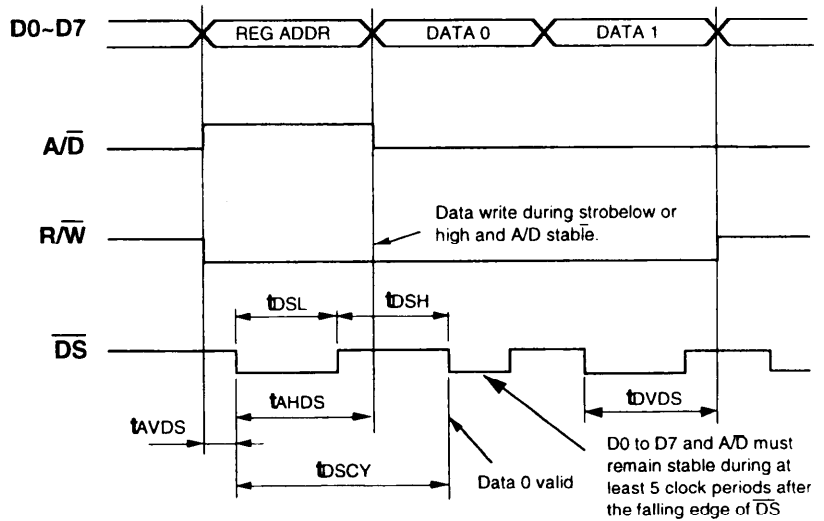 D0~D7 REG ADDR DATA 0 DATA 1
A/D̅
R/W̅
Data write during strobelow or
high and A/D stable.
tDSL tDSH
D̅S̅
tAHDS tDVDS
tAVDS
tDSCY
Data 0 valid
D0 to D7 and A/D̅ must
remain stable during at
least 5 clock periods after
the falling edge of D̅S̅